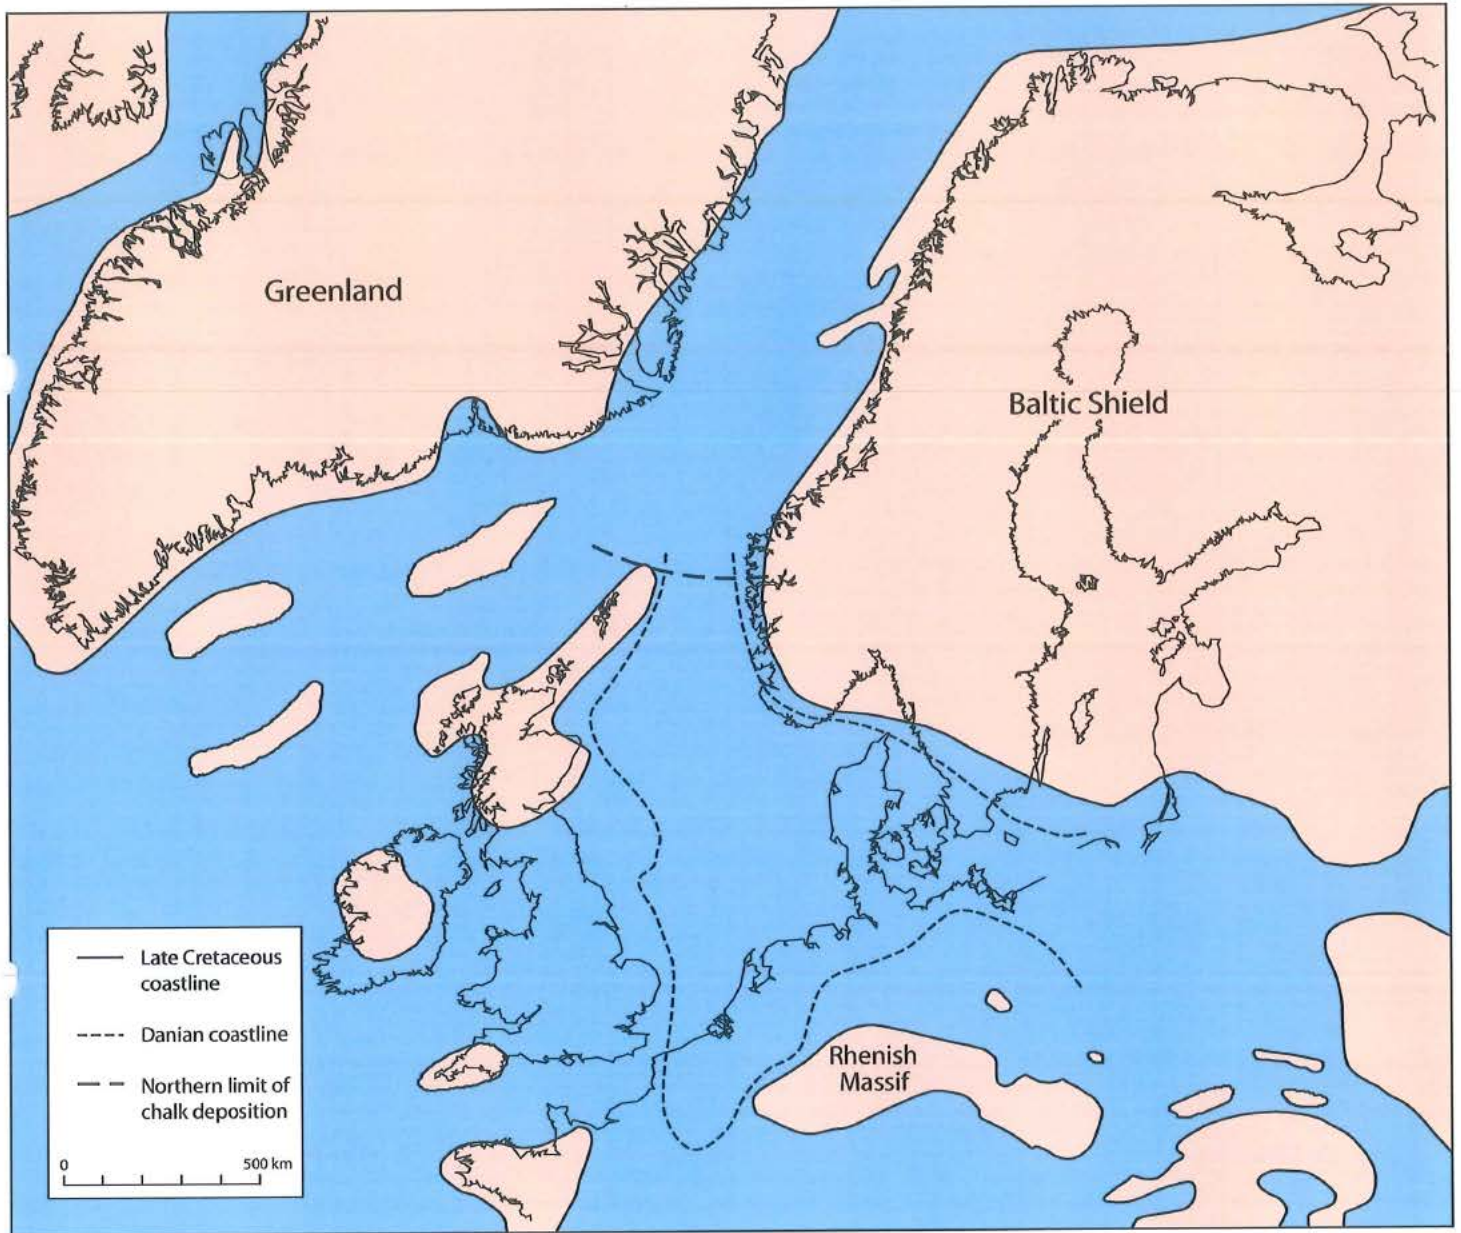 Greenland
Baltic Shield
Rhenish
Massif
Late Cretaceous
coastline
Danian coastline
Northern limit of
chalk deposition
0 500 km